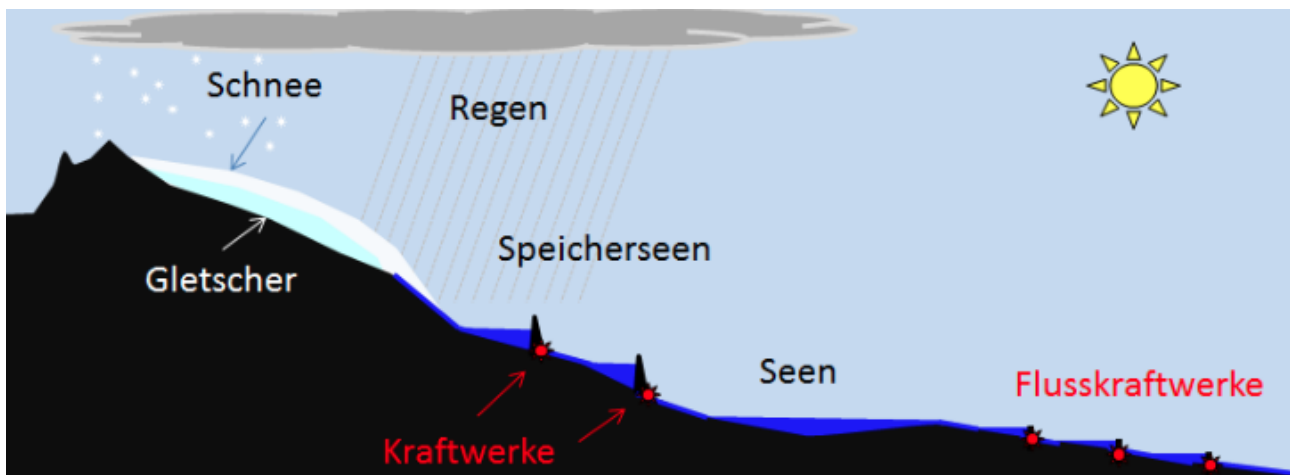 Schnee
Regen
Speicherseen
Gletscher
Seen
Flusskraftwerke
Kraftwerke